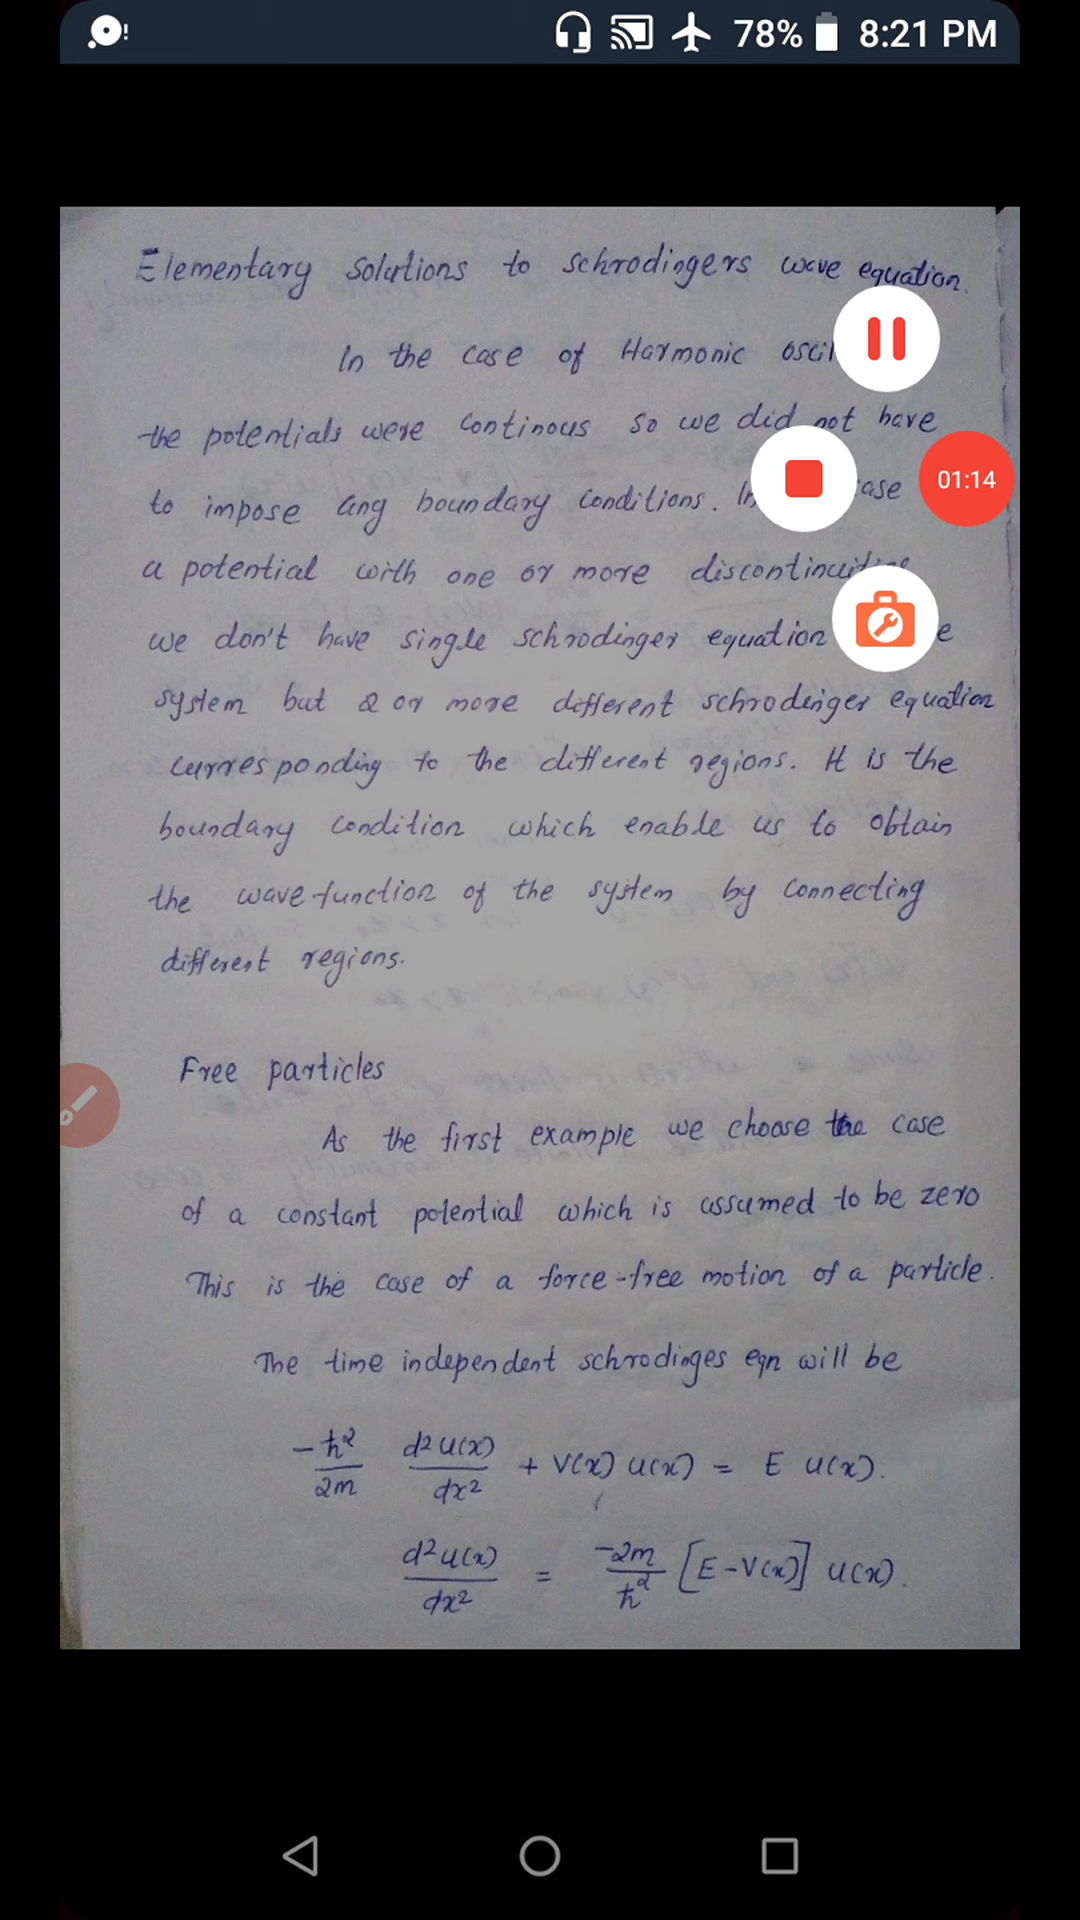 78% 8:21 PM
Elementary solutions to schrodingers wave equation.
In the case of Harmonic oscil
the potentials were continous so we did not have
01:14
to impose any boundary conditions. In ase
a potential with one or more discontinuities
we don't have single schrodinger equation e
system but 2 or more different schrodinger equation
curresponding to the different regions. It is the
boundary condition which enable us to obtain
the wave-function of the system by connecting
different regions.
Free particles
As the first example we choose the case
of a constant potential which is assumed to be zero
This is the case of a force-free motion of a particle.
The time independent schrodinges eqn will be
-ħ²/2m d²u(x)/dx² + V(x) u(x) = E u(x).
d²u(x)/dx² = -2m/ħ² [E-V(x)] u(x).